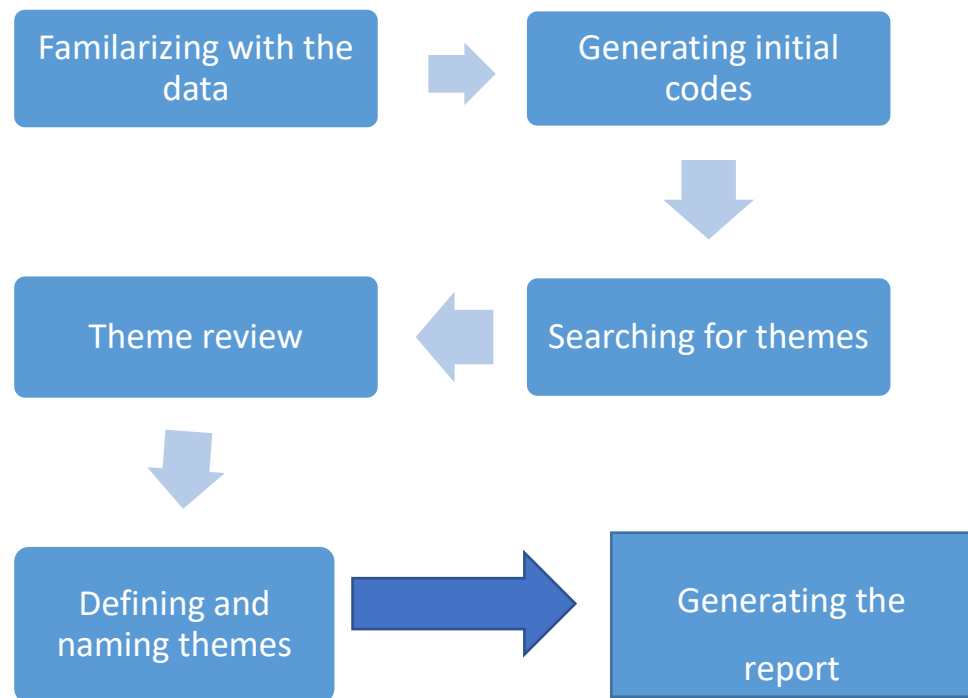 Familarizing with the
data
Generating initial
codes
Searching for themes
Theme review
Defining and
naming themes
Generating the
report